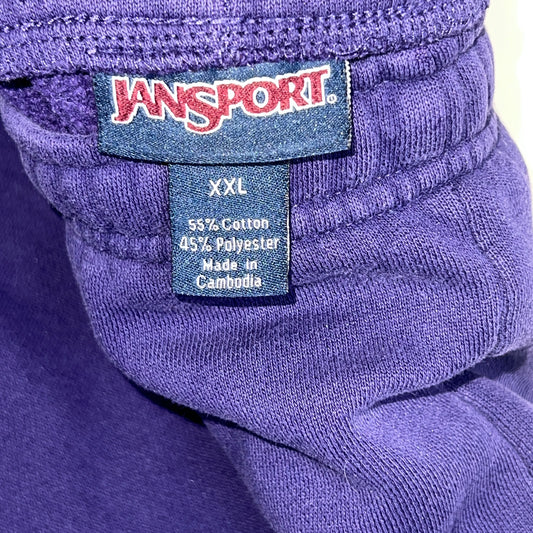 JANSPORT
XXL
55% Cotton
45% Polyester
Made in
Cambodia